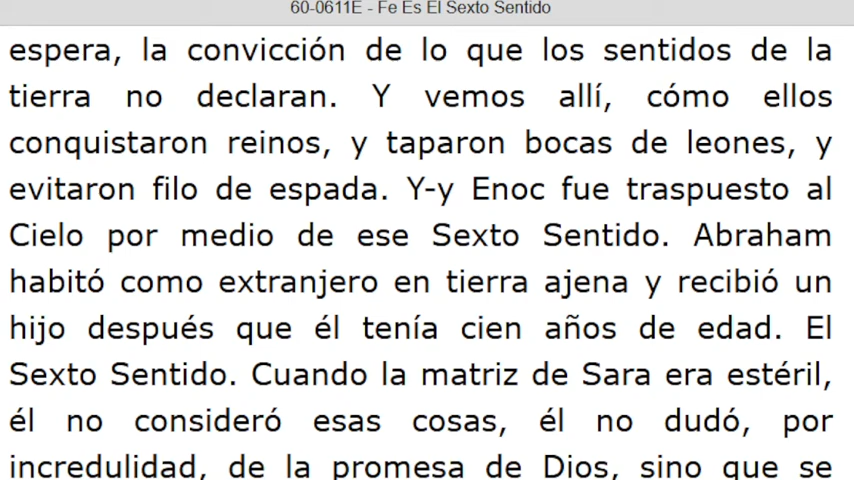 60-0611E - Fe Es El Sexto Sentido
espera, la convicción de lo que los sentidos de la
tierra no declaran. Y vemos allí, cómo ellos
conquistaron reinos, y taparon bocas de leones, y
evitaron filo de espada. Y-y Enoc fue traspuesto al
Cielo por medio de ese Sexto Sentido. Abraham
habitó como extranjero en tierra ajena y recibió un
hijo después que él tenía cien años de edad. El
Sexto Sentido. Cuando la matriz de Sara era estéril,
él no consideró esas cosas, él no dudó, por
incredulidad, de la promesa de Dios, sino que se